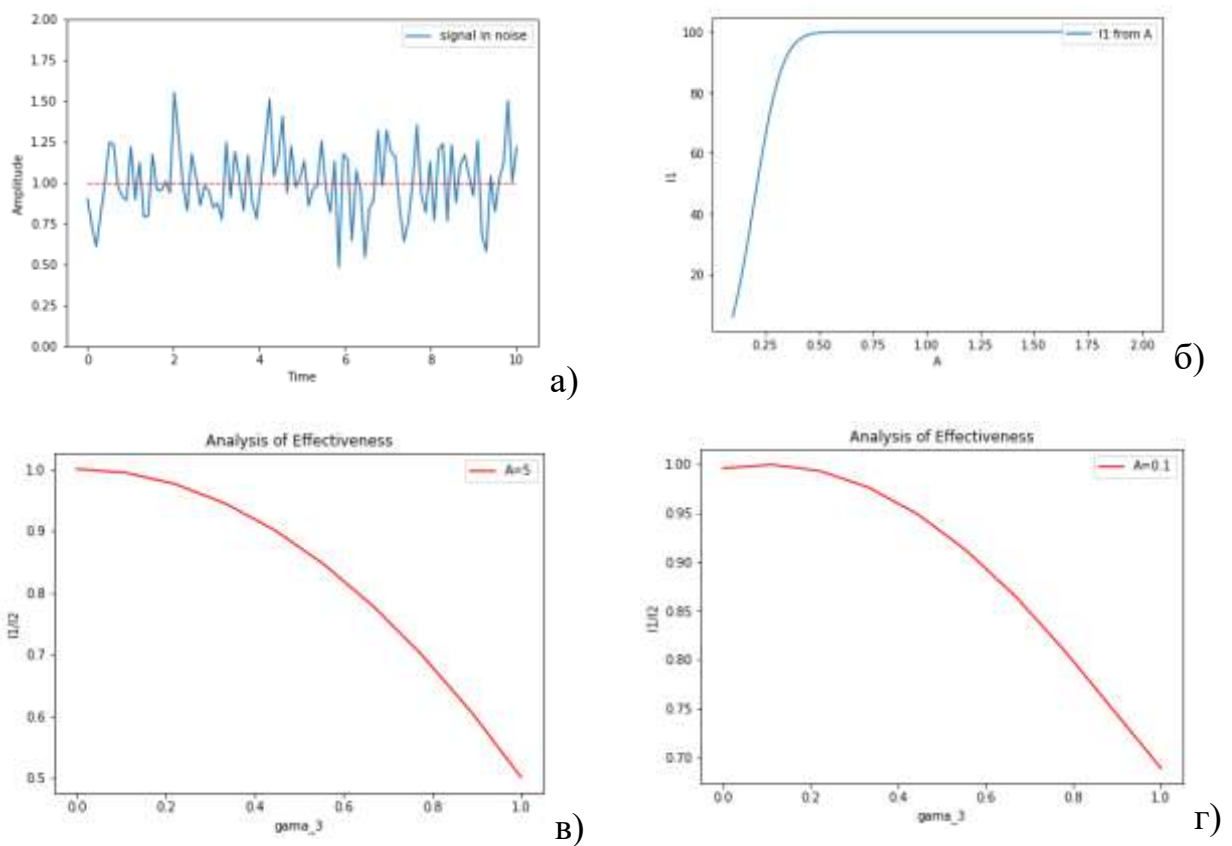 2.00
1.75
1.50
1.25
1.00
0.75
0.50
0.25
0.00
Amplitude
signal in noise
0 2 4 6 8 10
Time
а)
100
80
60
40
20
I1
I1 from A
0.25 0.50 0.75 1.00 1.25 1.50 1.75 2.00
A
б)
Analysis of Effectiveness
1.0
0.9
0.8
0.7
0.6
0.5
I1/I2
A=5
0.0 0.2 0.4 0.6 0.8 1.0
gama_3
в)
Analysis of Effectiveness
1.00
0.95
0.90
0.85
0.80
0.75
0.70
I1/I2
A=0.1
0.0 0.2 0.4 0.6 0.8 1.0
gama_3
г)